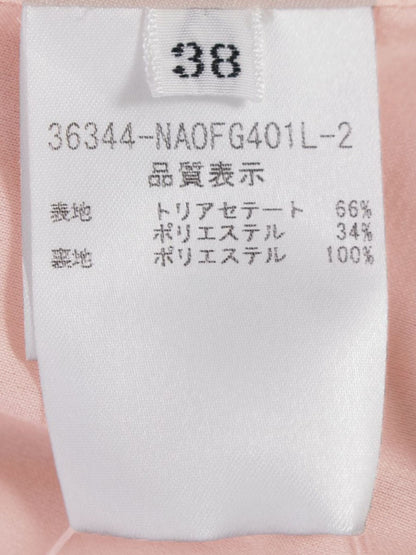 38
36344-NAOFG401L-2
品質表示
表地 トリアセテート 66%
ポリエステル 34%
裏地 ポリエステル 100%